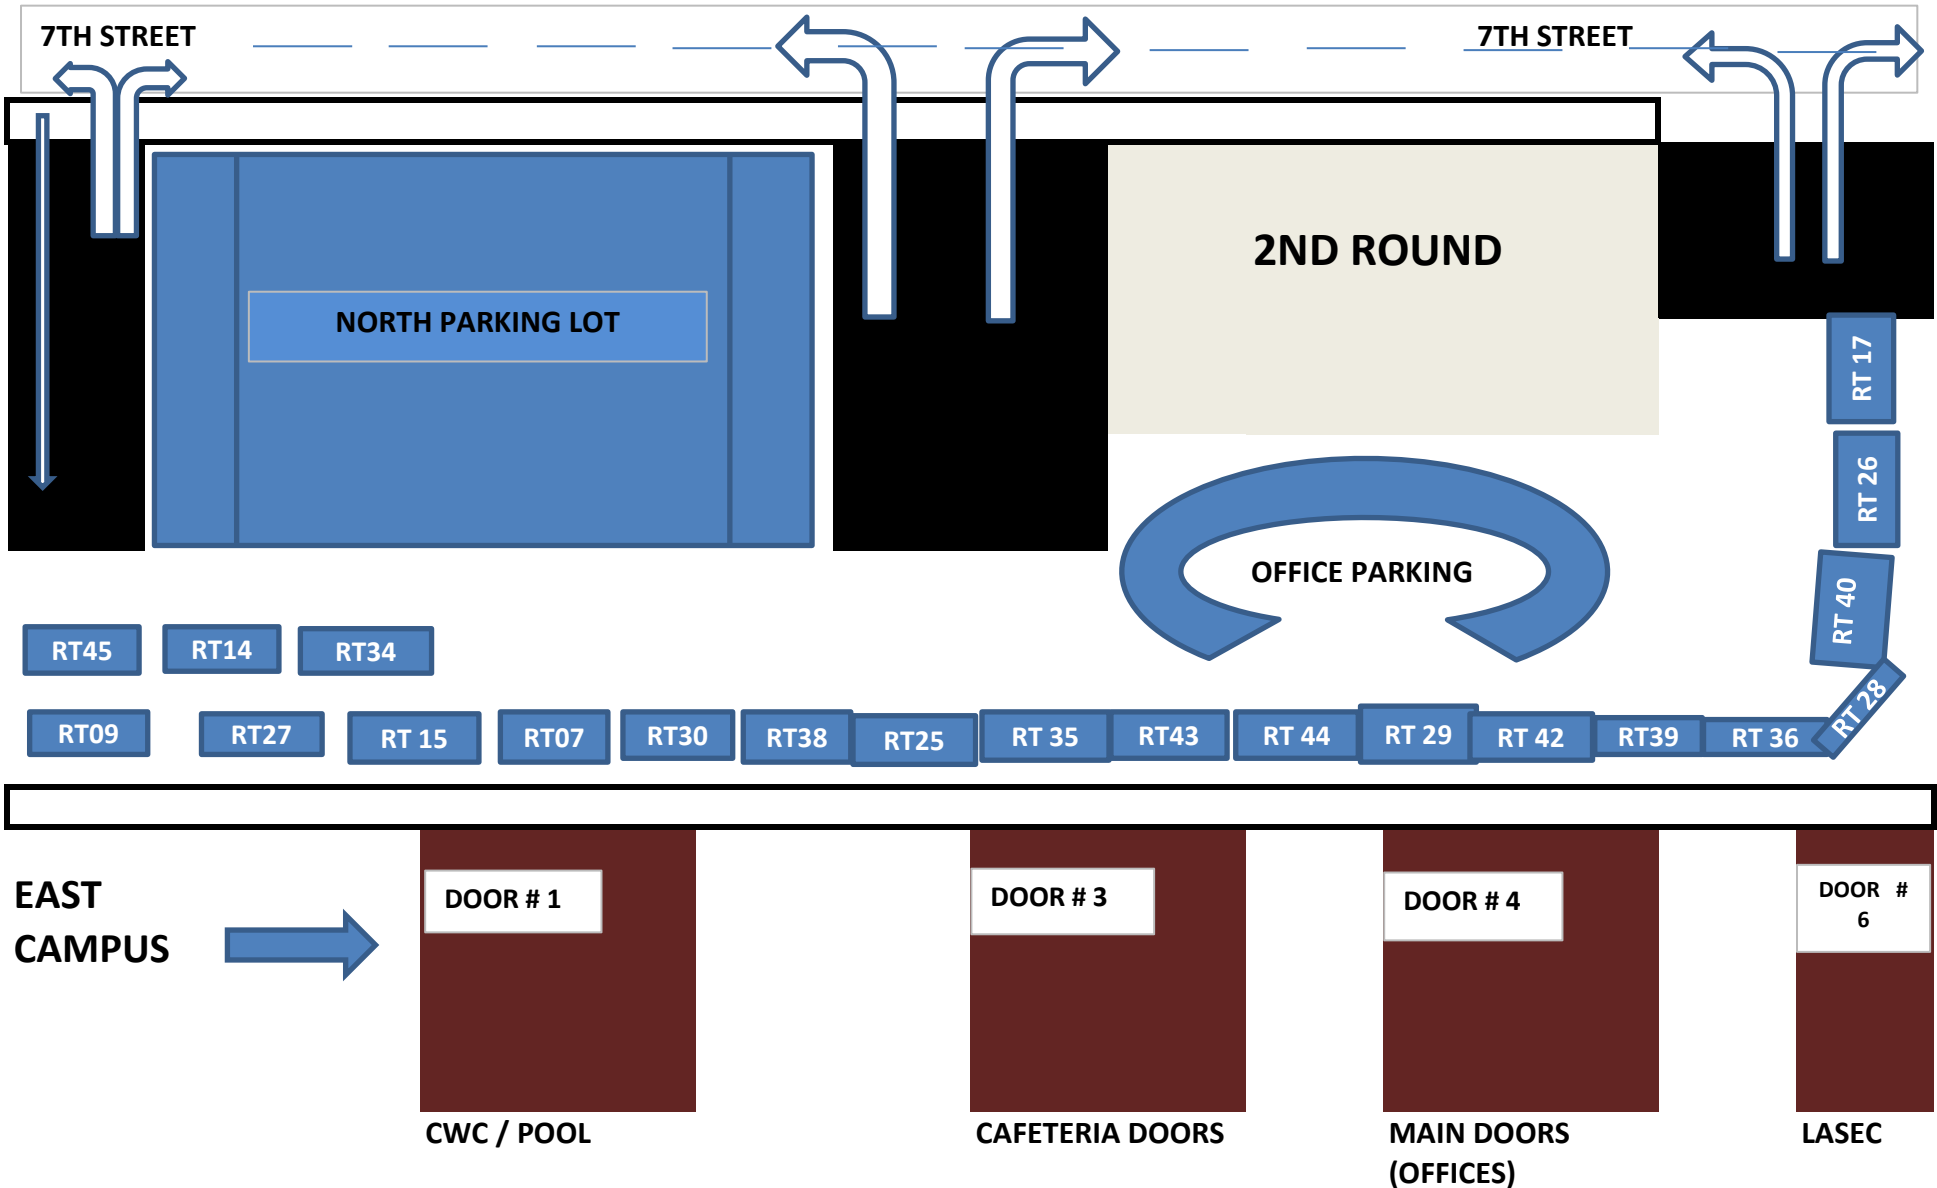 7TH STREET
7TH STREET
2ND ROUND
NORTH PARKING LOT
RT 17
RT 26
OFFICE PARKING
RT 40
RT45
RT14
RT34
RT 28
RT09
RT27
RT 15
RT07
RT30
RT38
RT25
RT 35
RT43
RT 44
RT 29
RT 42
RT39
RT 36
EAST
CAMPUS
DOOR # 1
DOOR # 3
DOOR # 4
DOOR #
6
CWC / POOL
CAFETERIA DOORS
MAIN DOORS
(OFFICES)
LASEC